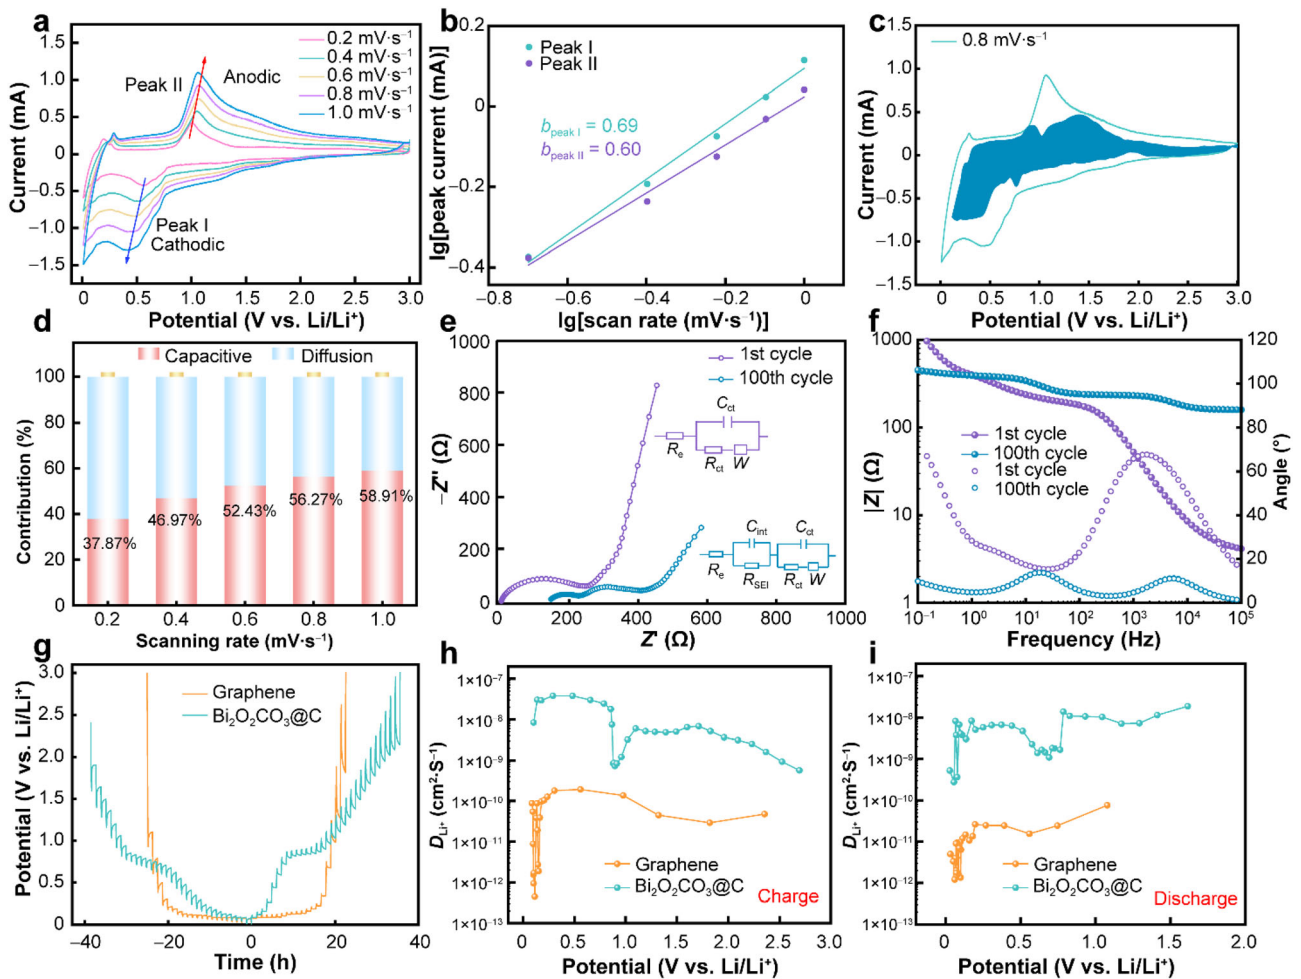 a
Current (mA)
1.5
1.0
0.5
0
−0.5
−1.0
−1.5
0.2 mV·s⁻¹
0.4 mV·s⁻¹
0.6 mV·s⁻¹
0.8 mV·s⁻¹
1.0 mV·s⁻¹
Peak II
Anodic
Peak I
Cathodic
0 0.5 1.0 1.5 2.0 3.0
Potential (V vs. Li/Li⁺)
b
lg[peak current (mA)]
0.2
0
−0.2
−0.4
Peak I
Peak II
b peak I = 0.69
b peak II = 0.60
−0.8 −0.6 −0.4 −0.2 0
lg[scan rate (mV·s⁻¹)]
c
Current (mA)
1.5
1.0
0.5
0
−0.5
1.0
1.5
0.8 mV·s⁻¹
0 0.5 1.0 1.5 2.0 3.0
Potential (V vs. Li/Li⁺)
d
Capacitive
Diffusion
Contribution (%)
100
80
60
40
20
0
37.87%
46.97%
52.43%
56.27%
58.91%
0.2 0.4 0.6 0.8 1.0
Scanning rate (mV·s⁻¹)
e
−Z″ (Ω)
1000
800
600
400
200
0
1st cycle
100th cycle
Cct
Re
Rct W
Cint Cct
Re
RSEI Rct W
0 200 400 600 800 1000
Z′ (Ω)
f
|Z| (Ω)
1000
100
10
1
1st cycle
100th cycle
1st cycle
100th cycle
Angle (°)
120
100
80
60
40
20
0
10⁻¹ 10⁰ 10¹ 10² 10³ 10⁴ 10⁵
Frequency (Hz)
g
Potential (V vs. Li/Li⁺)
3.0
2.5
2.0
1.5
1.0
0.5
0
Graphene
Bi₂O₂CO₃@C
−40 −20 0 20 40
Time (h)
h
D Li⁺ (cm²·S⁻¹)
1×10⁻⁷
1×10⁻⁸
1×10⁻⁹
1×10⁻¹⁰
1×10⁻¹¹
1×10⁻¹²
1×10⁻¹³
Graphene
Bi₂O₂CO₃@C
Charge
0 0.5 1.0 1.5 2.0 2.5 3.0
Potential (V vs. Li/Li⁺)
i
D Li⁺ (cm²·S⁻¹)
1×10⁻⁷
1×10⁻⁸
1×10⁻⁹
1×10⁻¹⁰
1×10⁻¹¹
1×10⁻¹²
1×10⁻¹³
Graphene
Bi₂O₂CO₃@C
Discharge
0 0.5 1.0 1.5 2.0
Potential (V vs. Li/Li⁺)